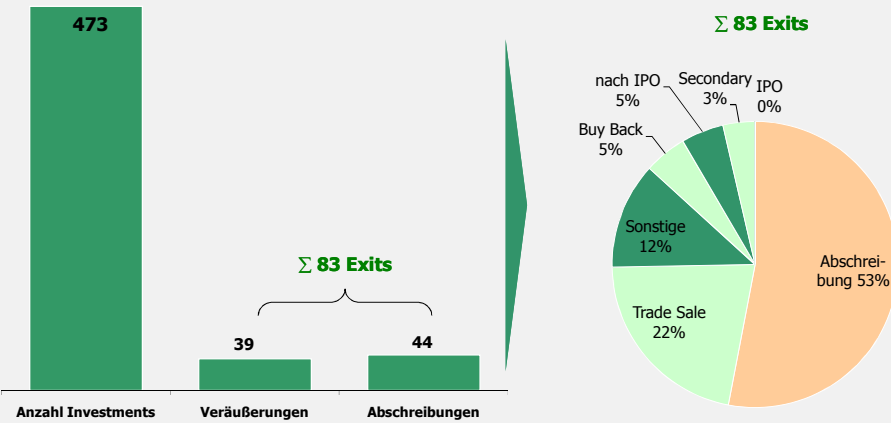 473
∑ 83 Exits
39
44
Anzahl Investments
Veräußerungen
Abschreibungen
∑ 83 Exits
nach IPO
5%
Secondary
3%
IPO
0%
Buy Back
5%
Sonstige
12%
Trade Sale
22%
Abschrei-
bung 53%